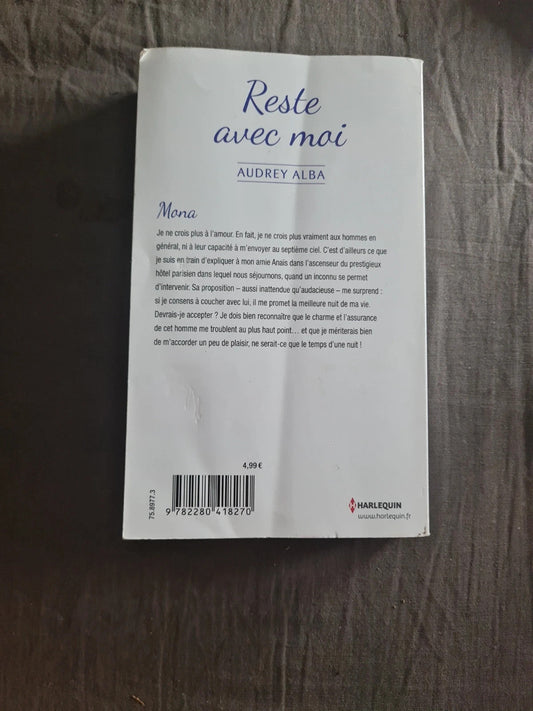 Reste
avec moi
AUDREY ALBA
Mona
Je ne crois plus à l'amour. En fait, je ne crois plus vraiment aux hommes en
général, ni à leur capacité à m'envoyer au septième ciel. C'est d'ailleurs ce que
je suis en train d'expliquer à mon amie Anaïs dans l'ascenseur du prestigieux
hôtel parisien dans lequel nous séjournons, quand un inconnu se permet
d'intervenir. Sa proposition – aussi inattendue qu'audacieuse – me surprend :
si je consens à coucher avec lui, il me promet la meilleure nuit de ma vie.
Devrais-je accepter ? Je dois bien reconnaître que le charme et l'assurance
de cet homme me troublent au plus haut point… et que je mériterais bien
de m'accorder un peu de plaisir, ne serait-ce que le temps d'une nuit !
4,99 €
75.8977.3
9 782280 418270
HARLEQUIN
www.harlequin.fr